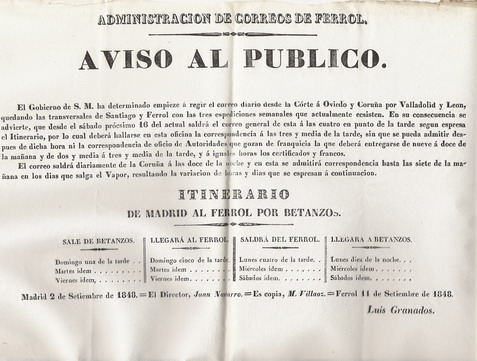 ADMINISTRACION DE CORREOS DE FERROL.
AVISO AL PUBLICO.
El Gobierno de S. M. ha determinado empieze á regir el correo diario desde la Córte á Oviedo y Coruña por Valladolid y Leon,
quedando las transversales de Santiago y Ferrol con las tres espediciones semanales que actualmente ecsisten. En su consecuencia se
advierte, que desde el sábado prócsimo 16 del actual saldrá el correo general de esta á las cuatro en punto de la tarde segun espresa
el Itinerario, por lo cual deberá hallarse en esta oficina la correspondencia á las tres y media de la tarde, sin que se pueda admitir des-
pues de dicha hora ni la correspondencia de oficio de Autoridades que gozan de franquicia la que deberá entregarse de nueve á doce de
la mañana y de dos y media á tres y media de la tarde, y á iguales horas los certificados y francos.
El correo saldrá diariamente de la Coruña á las doce de la noche y en esta se admitirá correspondencia hasta las siete de la ma-
ñana en los dias que salga el Vapor, resultando la variacion de horas y dias que se espresan á continuacion.
ITINERARIO
DE MADRID AL FERROL POR BETANZOS.
SALE DE BETANZOS.
Domingo una de la tarde . .
Martes idem . . . . . . .
Viernes idem, . . . . . .
LLEGARÁ AL FERROL
Domingo cinco de la tarde
Martes idem . . . . . . .
Viernes idem . . . . . . .
SALDRÁ DEL FERROL.
Lunes cuatro de la tarde . .
Miércoles idem . . . . . .
Sábados idem . . . . . . .
LLEGARA A BETANZOS.
Lunes diez de la noche. . .
Miércoles idem . . . . . .
Sábados idem. . . . . . .
Madrid 2 de Setiembre de 1848. = El Director, Juan Navarro. = Es copia, M. Villaoz. = Ferrol 11 de Setiembre de 1848.
Luis Granados.